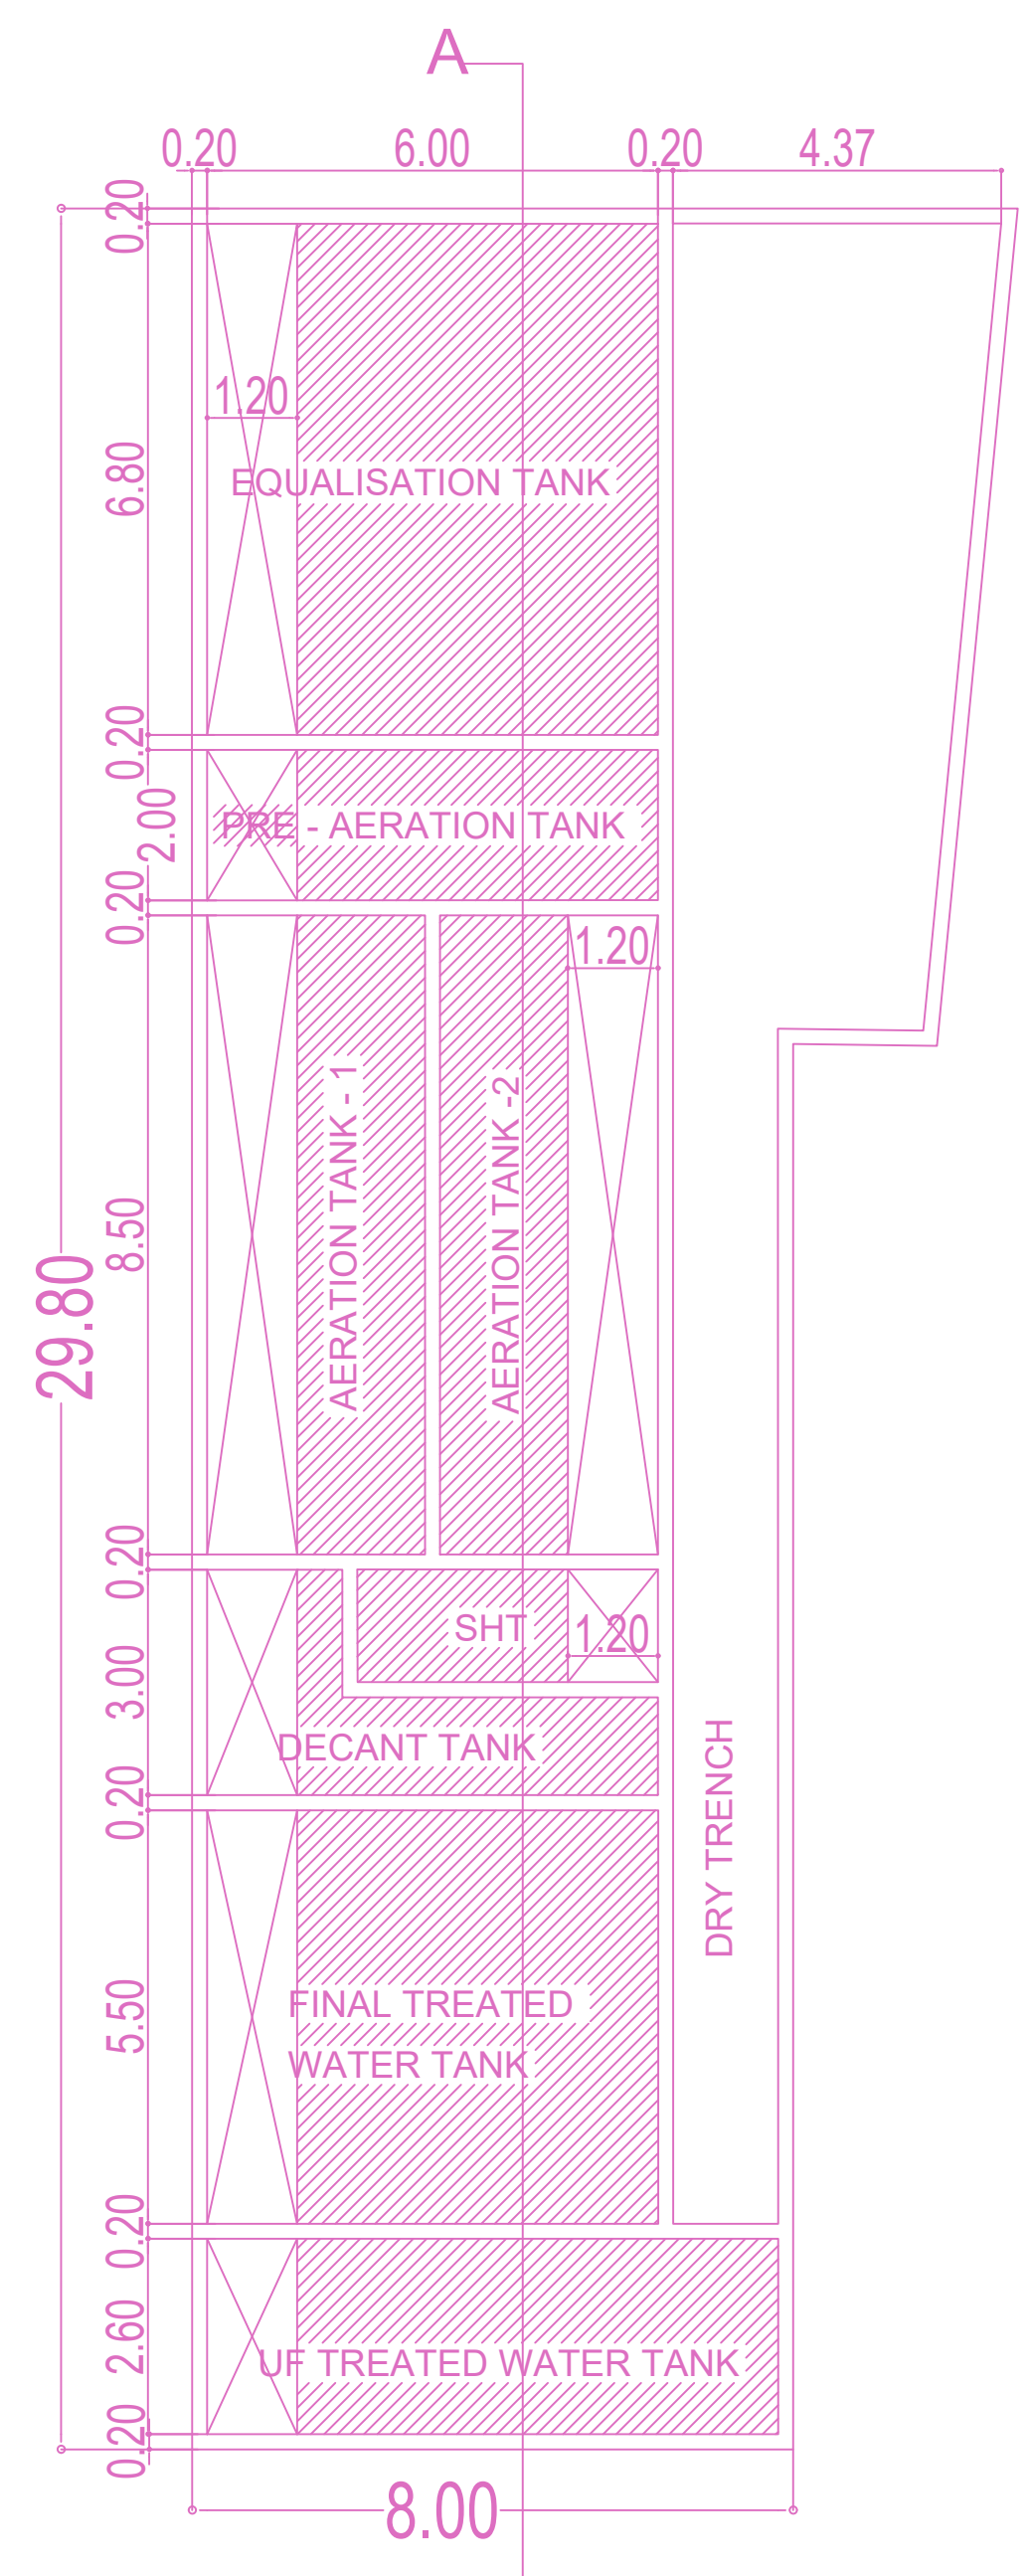 A
0.20 6.00 0.20 4.37
0.20
1.20
6.80
EQUALISATION TANK
0.20
2.00
PRE - AERATION TANK
0.20
1.20
AERATION TANK - 1
AERATION TANK -2
8.50
29.80
0.20
SHT
1.20
3.00
DECANT TANK
0.20
DRY TRENCH
5.50
FINAL TREATED
WATER TANK
0.20
2.60
UF TREATED WATER TANK
0.20
8.00